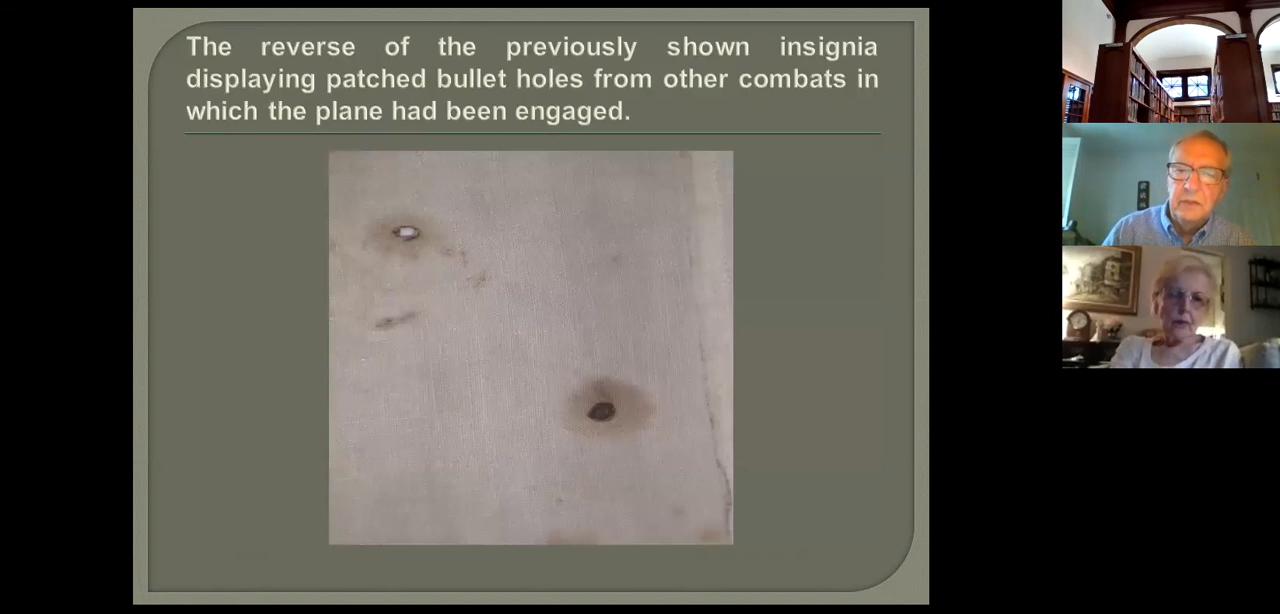 The reverse of the previously shown insignia
displaying patched bullet holes from other combats in
which the plane had been engaged.